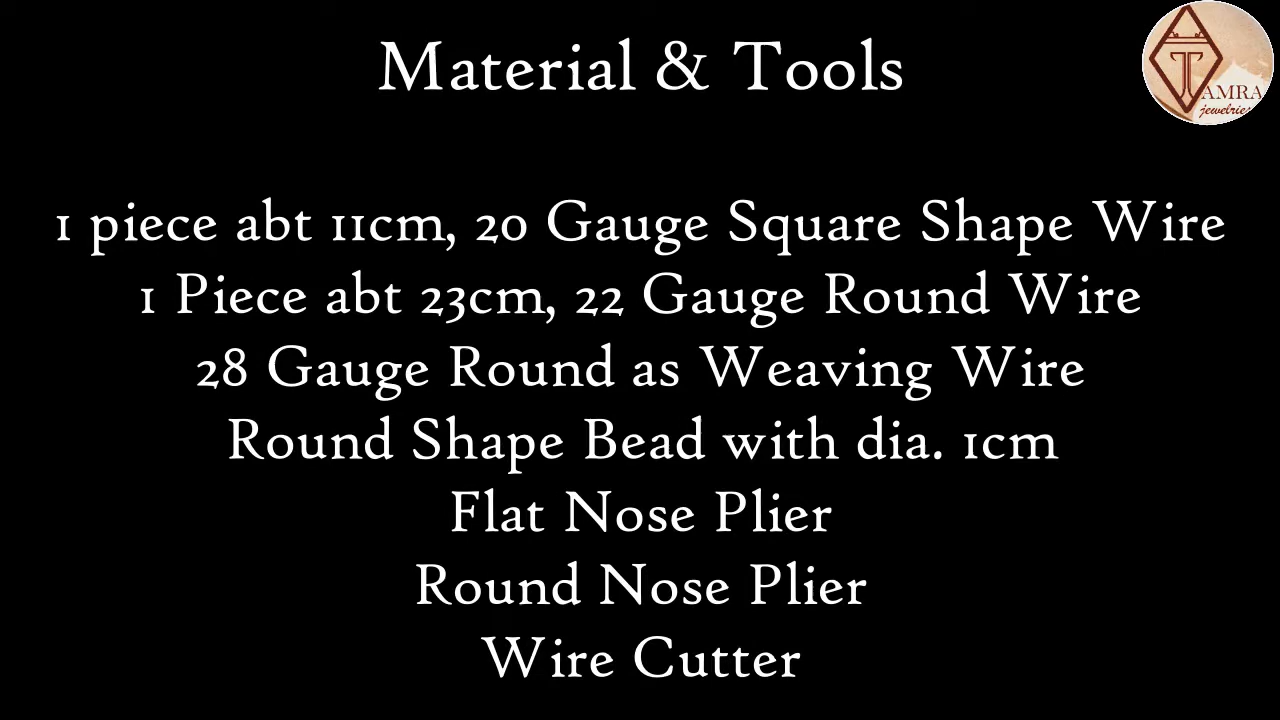 Material & Tools
TAMRA
jewelries
1 piece abt 11cm, 20 Gauge Square Shape Wire
1 Piece abt 23cm, 22 Gauge Round Wire
28 Gauge Round as Weaving Wire
Round Shape Bead with dia. 1cm
Flat Nose Plier
Round Nose Plier
Wire Cutter